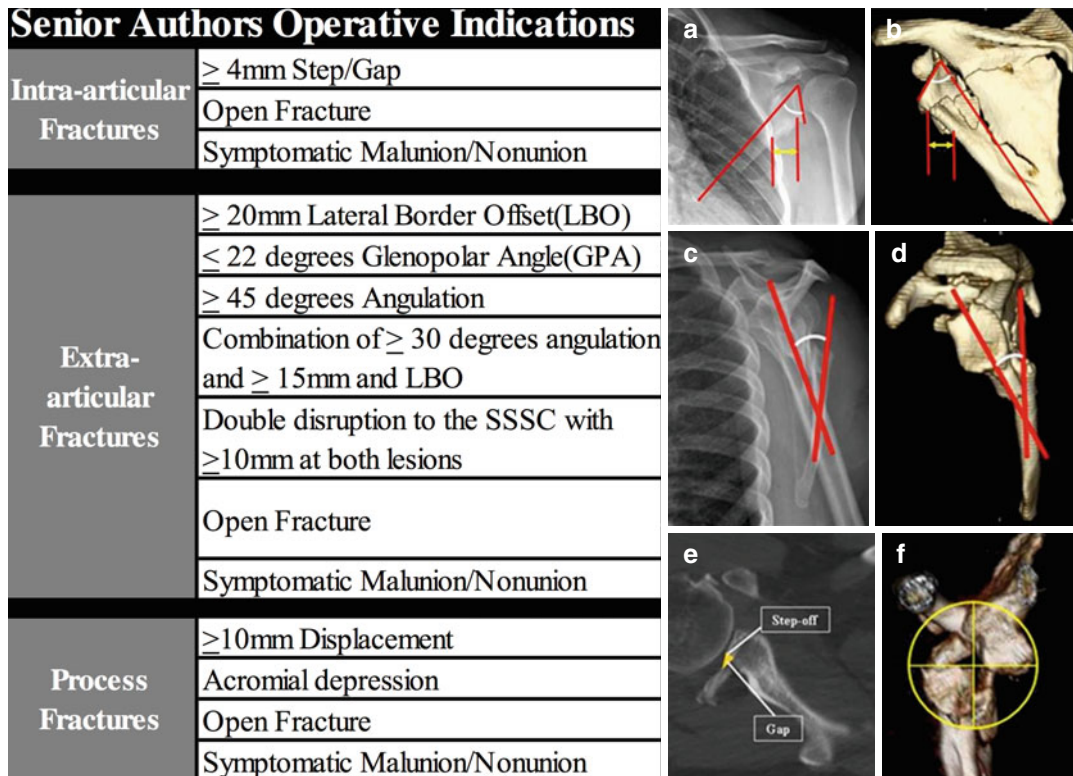 Senior Authors Operative Indications
Intra-articular
Fractures
≥ 4mm Step/Gap
Open Fracture
Symptomatic Malunion/Nonunion
Extra-
articular
Fractures
≥ 20mm Lateral Border Offset(LBO)
≤ 22 degrees Glenopolar Angle(GPA)
≥ 45 degrees Angulation
Combination of ≥ 30 degrees angulation
and ≥ 15mm and LBO
Double disruption to the SSSC with
≥10mm at both lesions
Open Fracture
Symptomatic Malunion/Nonunion
Process
Fractures
≥10mm Displacement
Acromial depression
Open Fracture
Symptomatic Malunion/Nonunion
a
b
c
d
e
Step-off
Gap
f